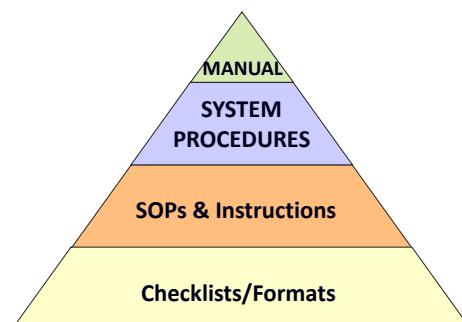 MANUAL
SYSTEM
PROCEDURES
SOPs & Instructions
Checklists/Formats